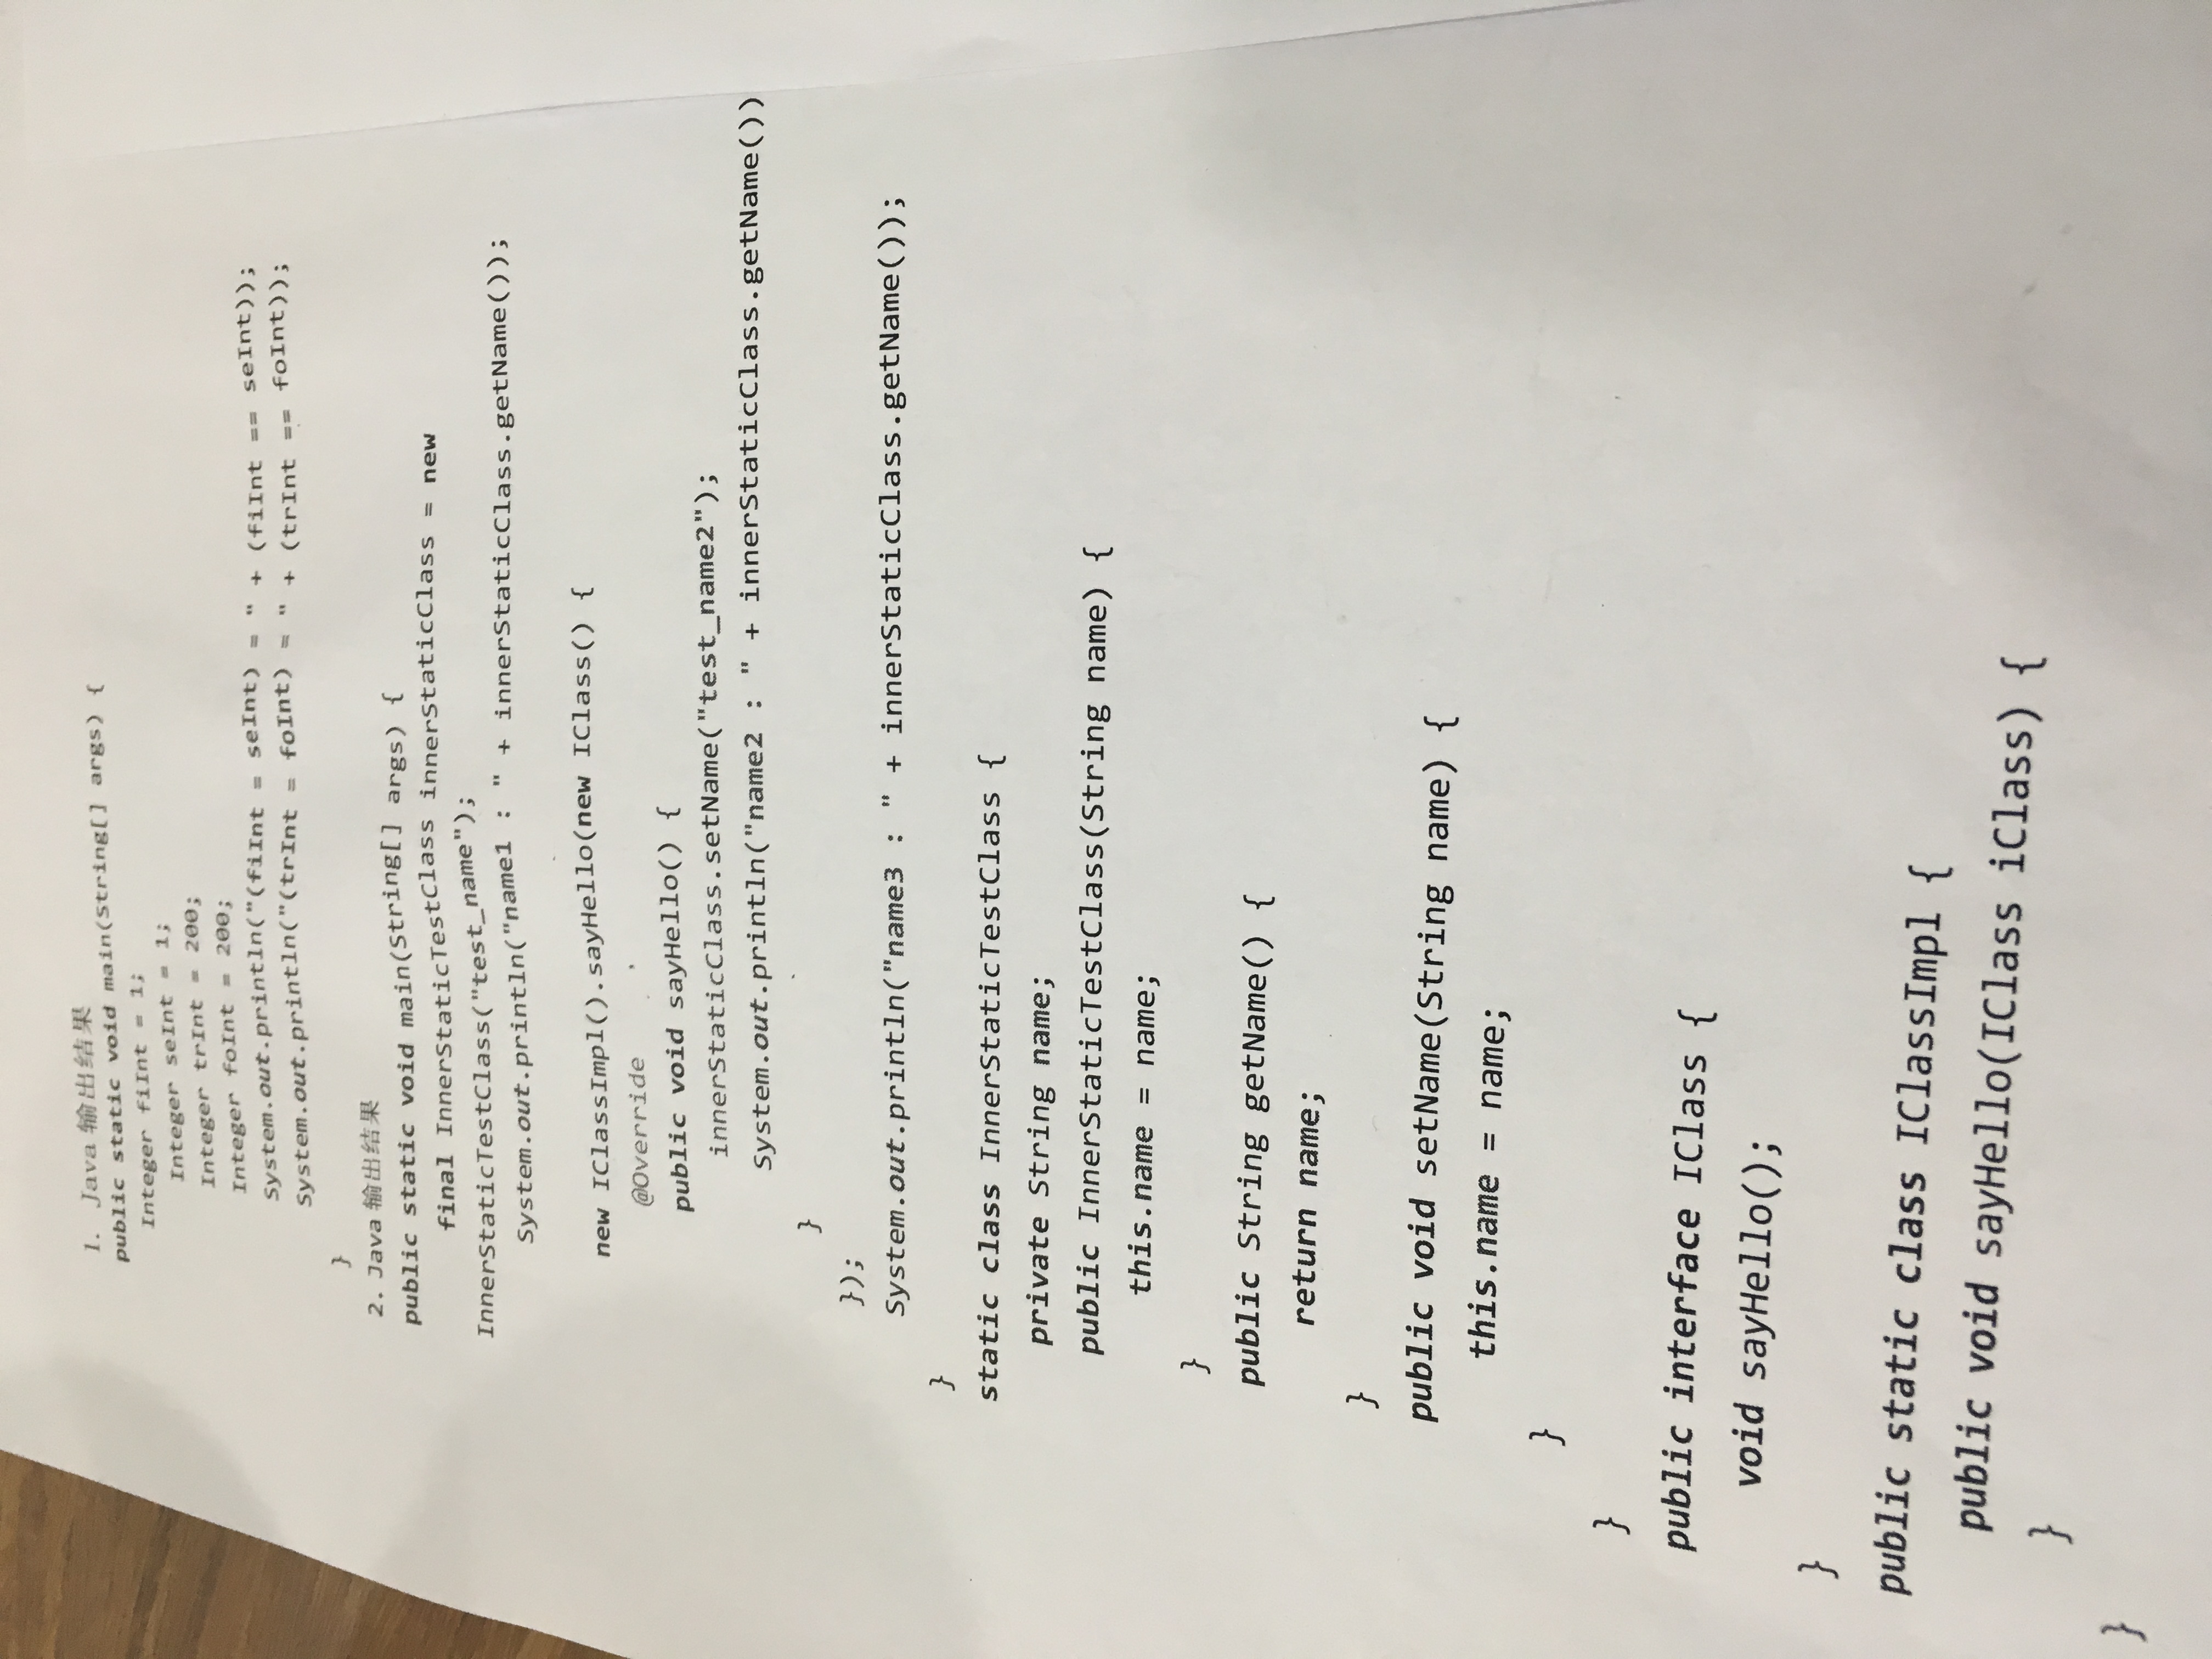 1. Java 输出结果
public static void main(String[] args) {
Integer fiInt = 1;
Integer seInt = 1;
Integer trInt = 200;
Integer foInt = 200;
System.out.println("(fiInt = seInt) = " + (fiInt == seInt));
System.out.println("(trInt = foInt) = " + (trInt == foInt));
}
2. Java 输出结果
public static void main(String[] args) {
final InnerStaticTestClass innerStaticClass = new
InnerStaticTestClass("test_name");
System.out.println("name1 : " + innerStaticClass.getName());
new IClassImpl().sayHello(new IClass() {
@Override
public void sayHello() {
innerStaticClass.setName("test_name2");
System.out.println("name2 : " + innerStaticClass.getName())
}
});
System.out.println("name3 : " + innerStaticClass.getName());
}
static class InnerStaticTestClass {
private String name;
public InnerStaticTestClass(String name) {
this.name = name;
}
public String getName() {
return name;
}
public void setName(String name) {
this.name = name;
}
}
public interface IClass {
void sayHello();
}
public static class IClassImpl {
public void sayHello(IClass iClass) {
}
}